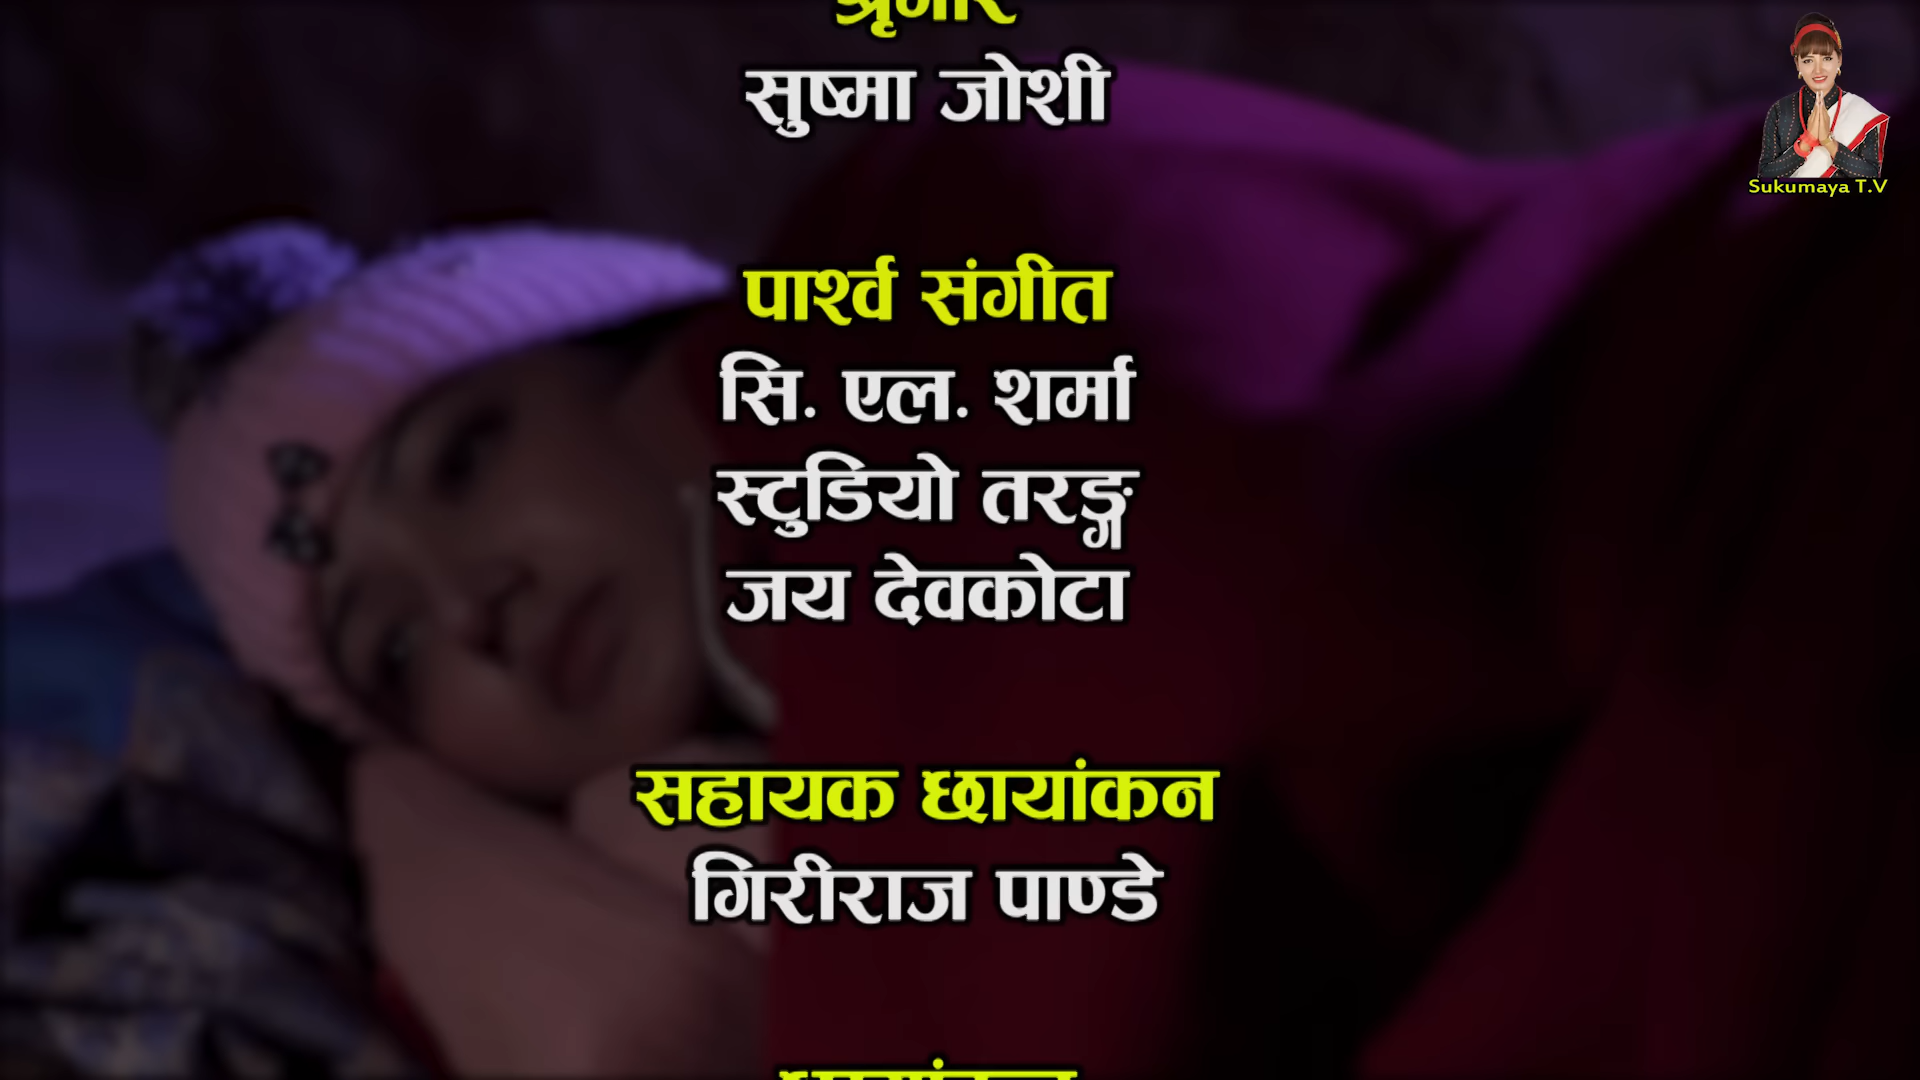 सुष्मा जोशी
Sukumaya T.V
पार्श्व संगीत
सि. एल. शर्मा
स्टुडियो तरङ्ग
जय देवकोटा
सहायक छायांकन
गिरीराज पाण्डे